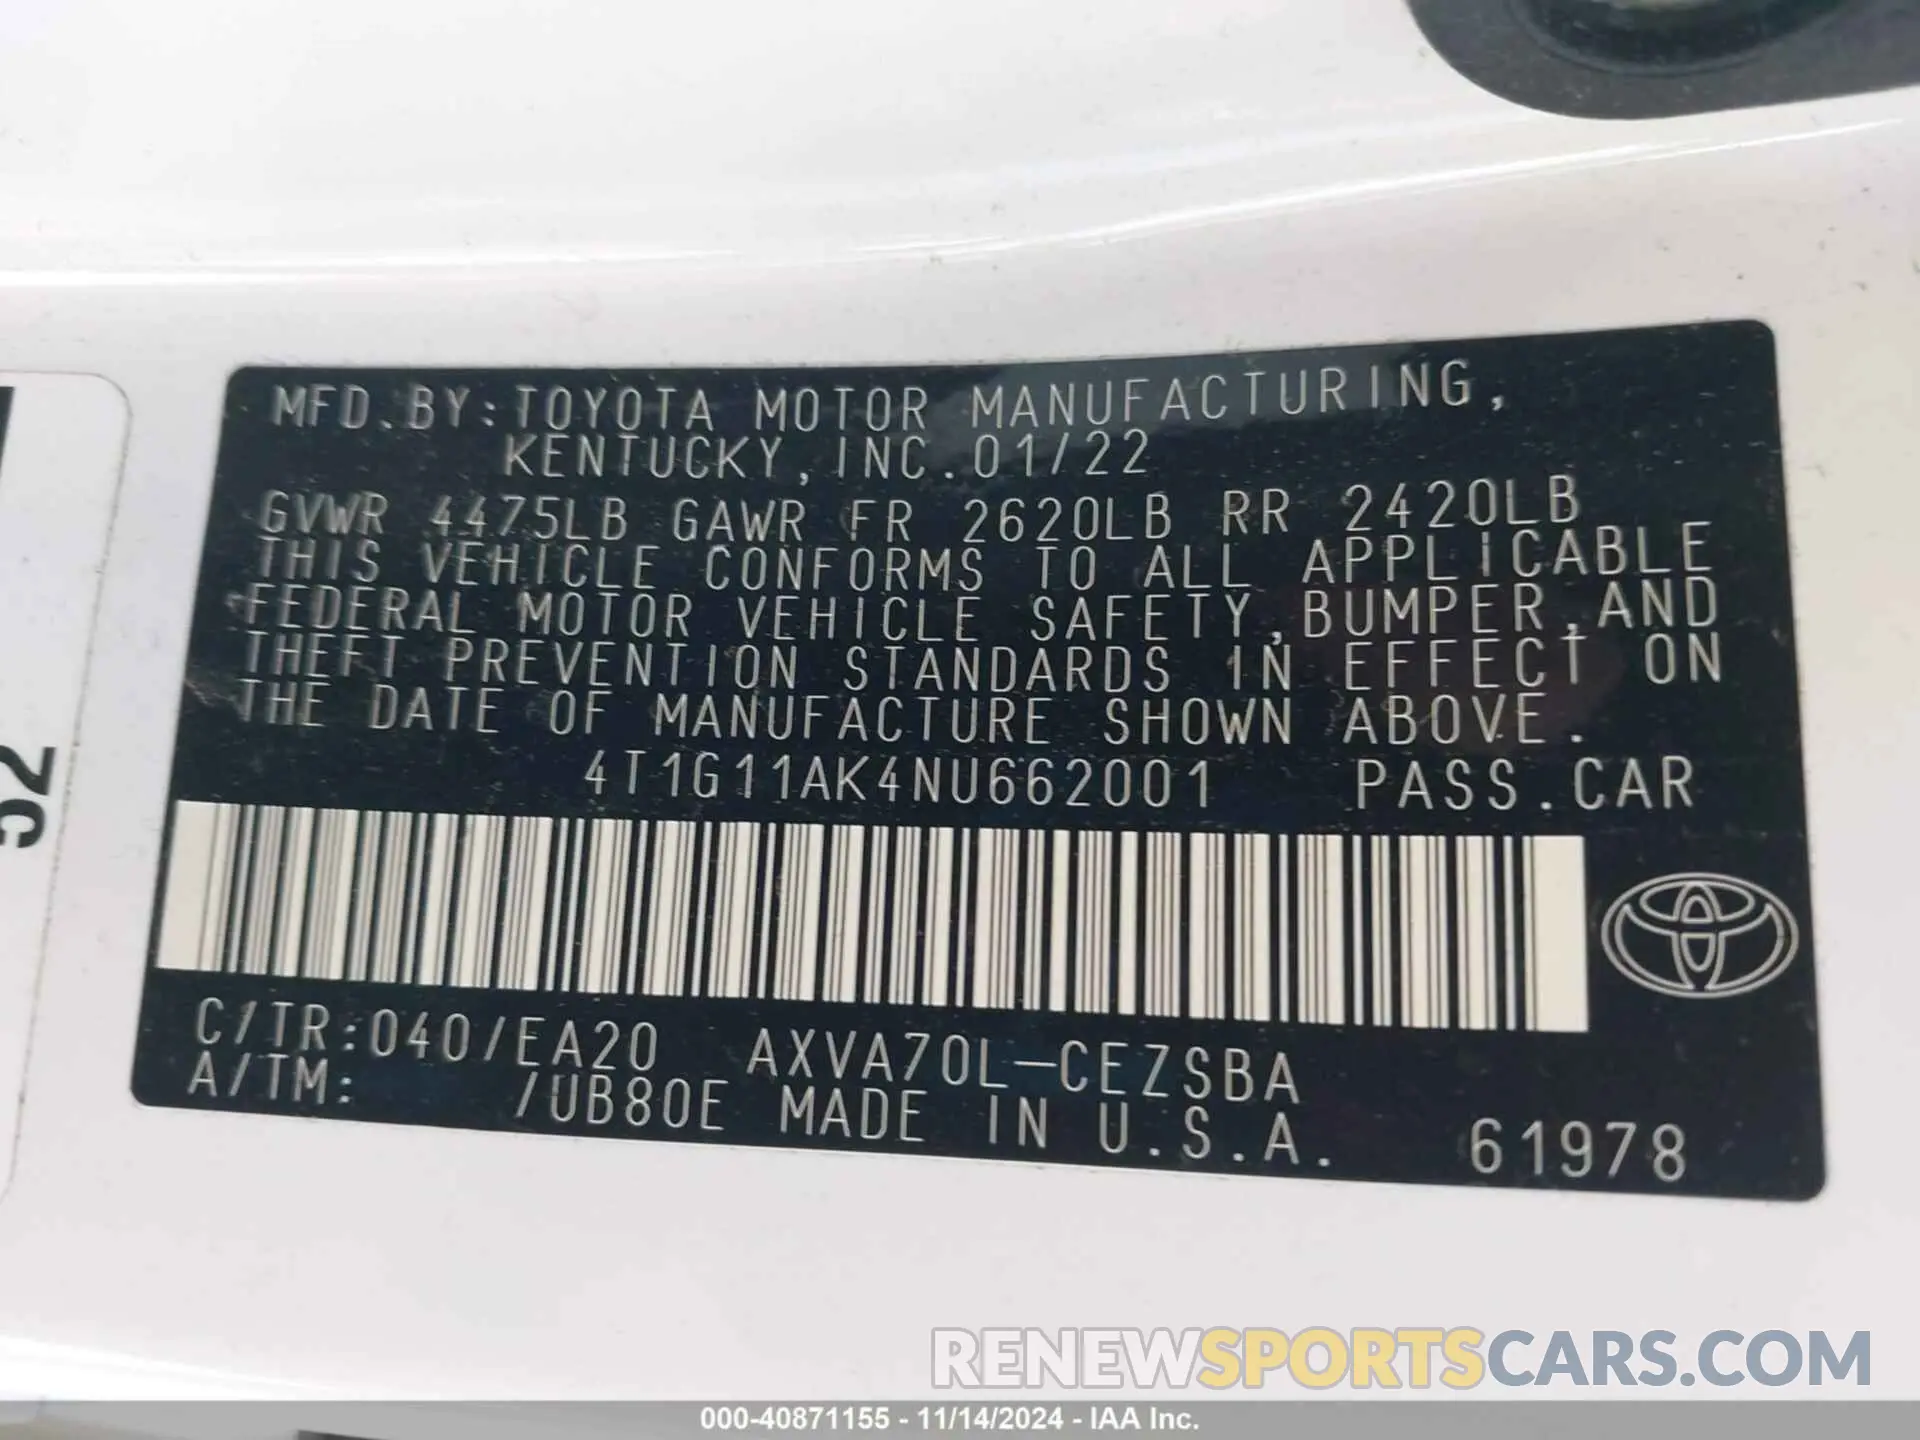 MFD.BY:TOYOTA MOTOR MANUFACTURING,
KENTUCKY,INC.01/22
GVWR 4475LB GAWR FR 2620LB RR 2420LB
THIS VEHICLE CONFORMS TO ALL APPLICABLE
FEDERAL MOTOR VEHICLE SAFETY,BUMPER,AND
THEFT PREVENTION STANDARDS IN EFFECT ON
THE DATE OF MANUFACTURE SHOWN ABOVE.
4T1G11AK4NU662001 PASS.CAR
C/TR:040/EA20 AXVA70L-CEZSBA
A/TM: /UB80E MADE IN U.S.A. 61978
52
RENEWSPORTSCARS.COM
000-40871155 - 11/14/2024 - IAA Inc.